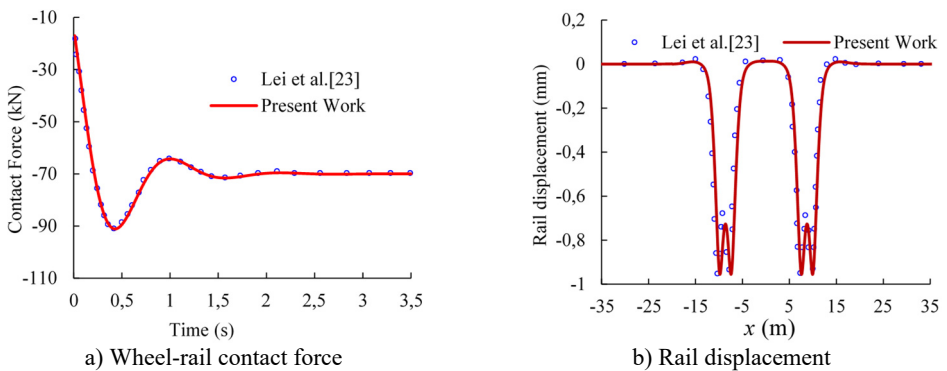 -10
-30
-50
-70
-90
-110
Contact Force (kN)
Lei et al.[23]
Present Work
0 0,5 1 1,5 2 2,5 3 3,5
Time (s)
a) Wheel-rail contact force
0,2
0
-0,2
-0,4
-0,6
-0,8
-1
Rail displacement (mm)
Lei et al.[23] Present Work
-35 -25 -15 -5 5 15 25 35
x (m)
b) Rail displacement